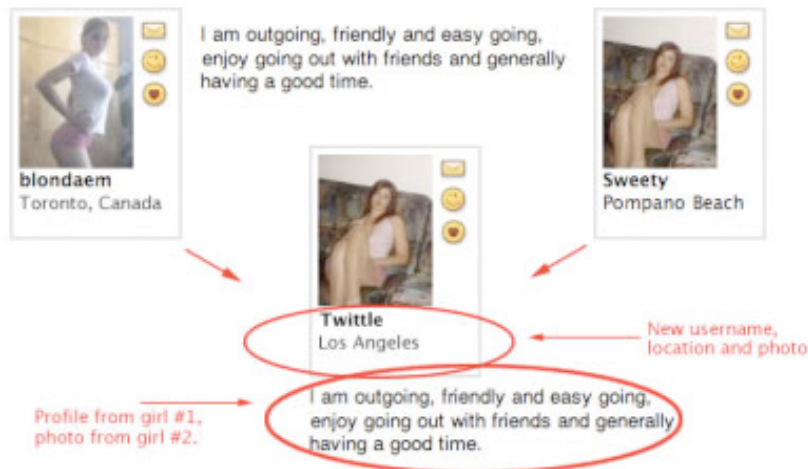 I am outgoing, friendly and easy going,
enjoy going out with friends and generally
having a good time.
blondaem
Toronto, Canada
Sweety
Pompano Beach
Twittle
Los Angeles
New username,
location and photo
I am outgoing, friendly and easy going,
enjoy going out with friends and generally
having a good time.
Profile from girl #1,
photo from girl #2.